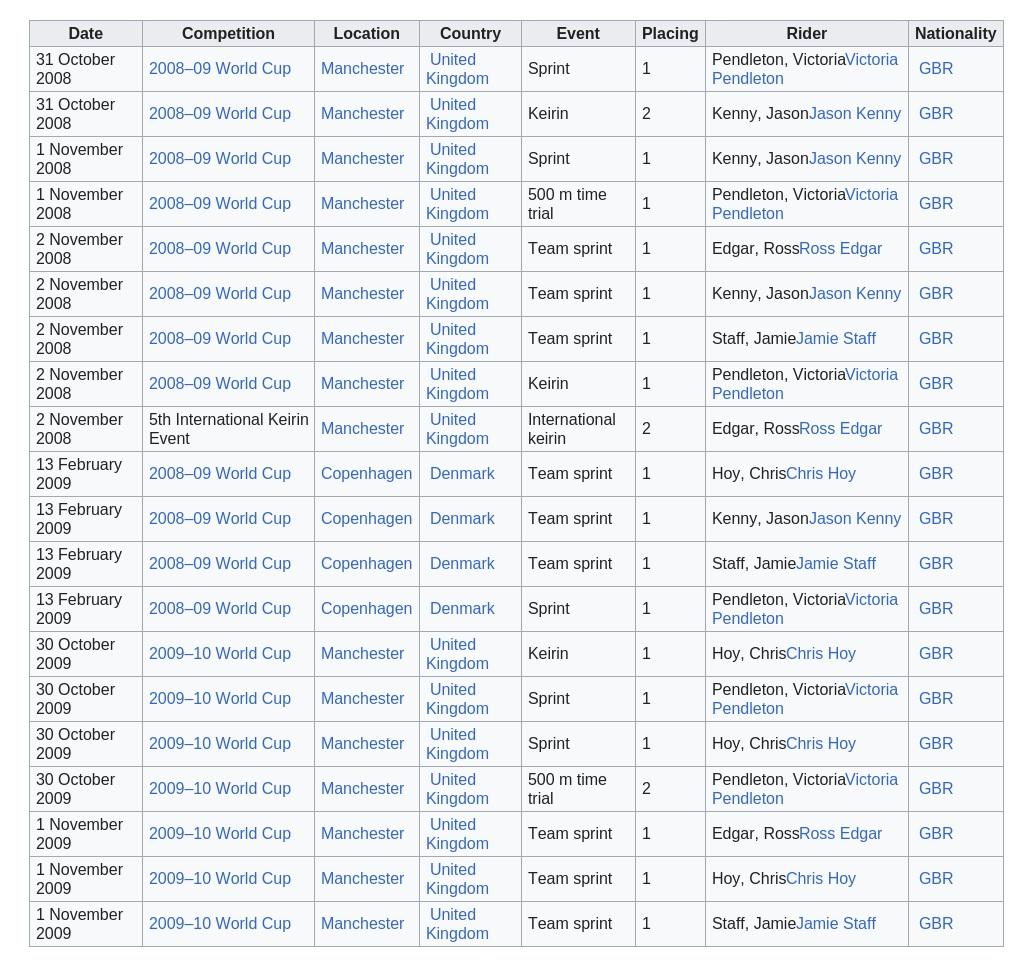 Date Competition Location Country Event Placing Rider Nationality
31 October 2008 2008–09 World Cup Manchester United Kingdom Sprint 1 Pendleton, VictoriaVictoria Pendleton GBR
31 October 2008 2008–09 World Cup Manchester United Kingdom Keirin 2 Kenny, JasonJason Kenny GBR
1 November 2008 2008–09 World Cup Manchester United Kingdom Sprint 1 Kenny, JasonJason Kenny GBR
1 November 2008 2008–09 World Cup Manchester United Kingdom 500 m time trial 1 Pendleton, VictoriaVictoria Pendleton GBR
2 November 2008 2008–09 World Cup Manchester United Kingdom Team sprint 1 Edgar, RossRoss Edgar GBR
2 November 2008 2008–09 World Cup Manchester United Kingdom Team sprint 1 Kenny, JasonJason Kenny GBR
2 November 2008 2008–09 World Cup Manchester United Kingdom Team sprint 1 Staff, JamieJamie Staff GBR
2 November 2008 2008–09 World Cup Manchester United Kingdom Keirin 1 Pendleton, VictoriaVictoria Pendleton GBR
2 November 2008 5th International Keirin Event Manchester United Kingdom International keirin 2 Edgar, RossRoss Edgar GBR
13 February 2009 2008–09 World Cup Copenhagen Denmark Team sprint 1 Hoy, ChrisChris Hoy GBR
13 February 2009 2008–09 World Cup Copenhagen Denmark Team sprint 1 Kenny, JasonJason Kenny GBR
13 February 2009 2008–09 World Cup Copenhagen Denmark Team sprint 1 Staff, JamieJamie Staff GBR
13 February 2009 2008–09 World Cup Copenhagen Denmark Sprint 1 Pendleton, VictoriaVictoria Pendleton GBR
30 October 2009 2009–10 World Cup Manchester United Kingdom Keirin 1 Hoy, ChrisChris Hoy GBR
30 October 2009 2009–10 World Cup Manchester United Kingdom Sprint 1 Pendleton, VictoriaVictoria Pendleton GBR
30 October 2009 2009–10 World Cup Manchester United Kingdom Sprint 1 Hoy, ChrisChris Hoy GBR
30 October 2009 2009–10 World Cup Manchester United Kingdom 500 m time trial 2 Pendleton, VictoriaVictoria Pendleton GBR
1 November 2009 2009–10 World Cup Manchester United Kingdom Team sprint 1 Edgar, RossRoss Edgar GBR
1 November 2009 2009–10 World Cup Manchester United Kingdom Team sprint 1 Hoy, ChrisChris Hoy GBR
1 November 2009 2009–10 World Cup Manchester United Kingdom Team sprint 1 Staff, JamieJamie Staff GBR